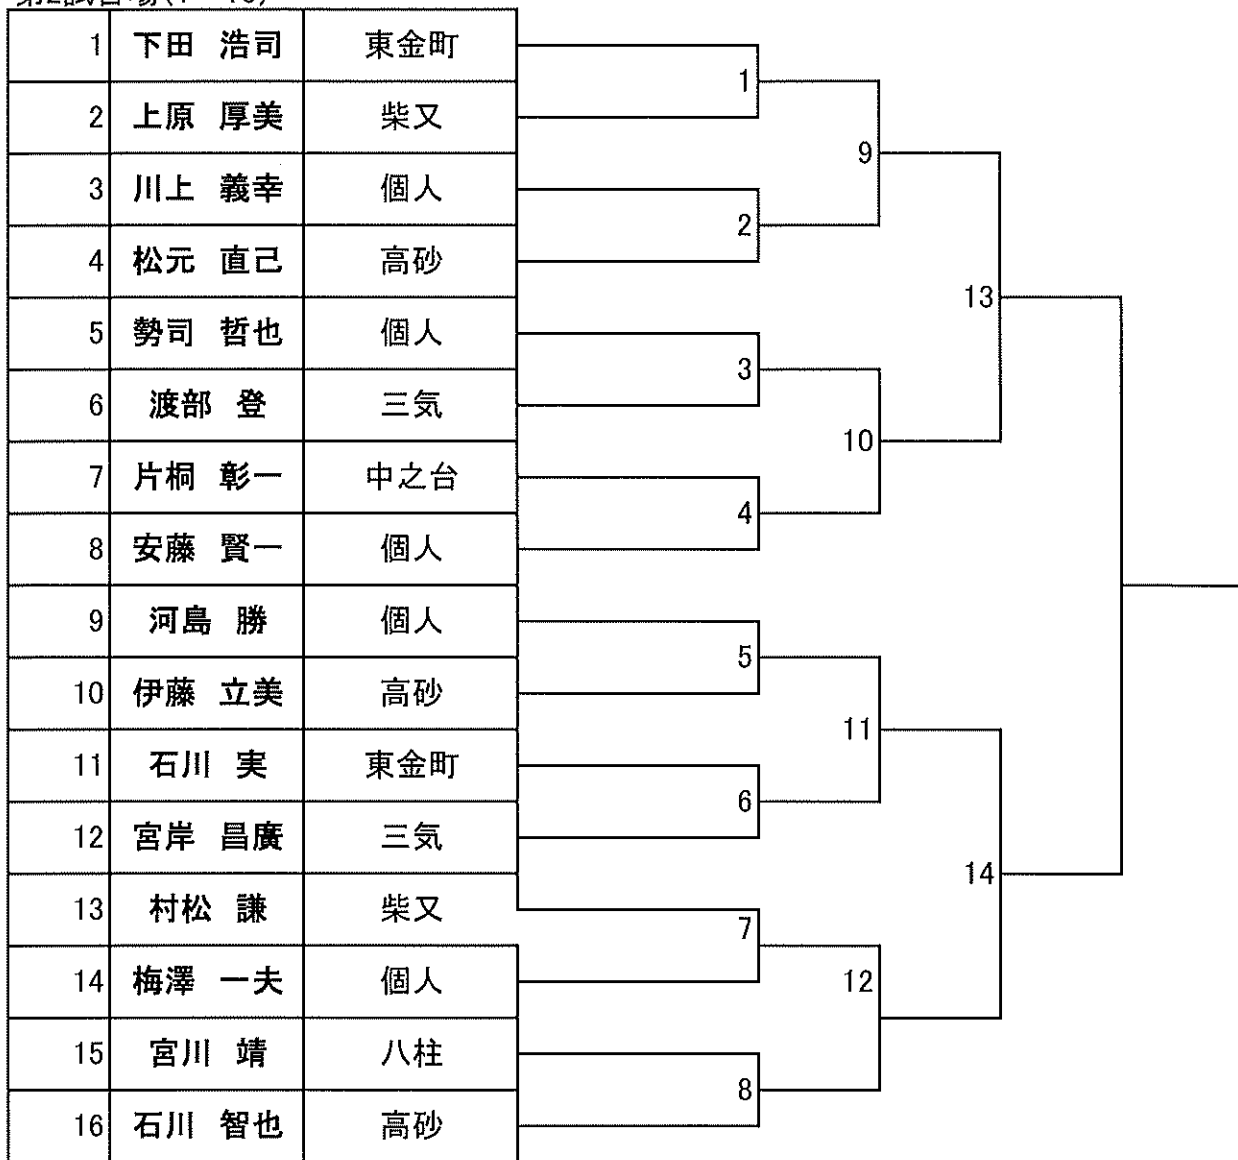 1 下田 浩司 東金町
2 上原 厚美 柴又
3 川上 義幸 個人
4 松元 直己 高砂
5 勢司 哲也 個人
6 渡部 登 三気
7 片桐 彰一 中之台
8 安藤 賢一 個人
9 河島 勝 個人
10 伊藤 立美 高砂
11 石川 実 東金町
12 宮岸 昌廣 三気
13 村松 謙 柴又
14 梅澤 一夫 個人
15 宮川 靖 八柱
16 石川 智也 高砂
1
2
3
4
5
6
7
8
9
10
11
12
13
14